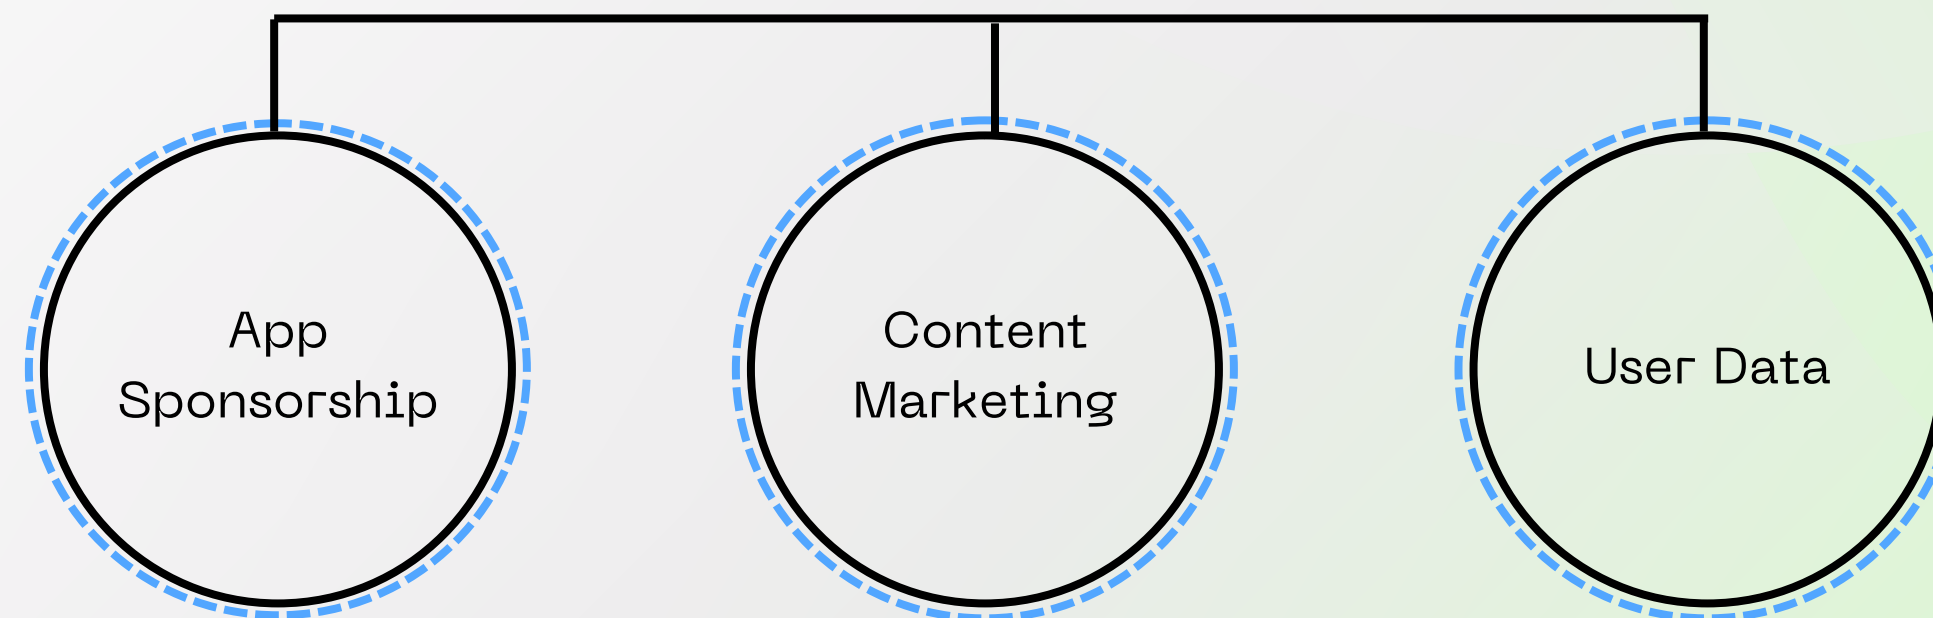 App
Sponsorship
Content
Marketing
User Data